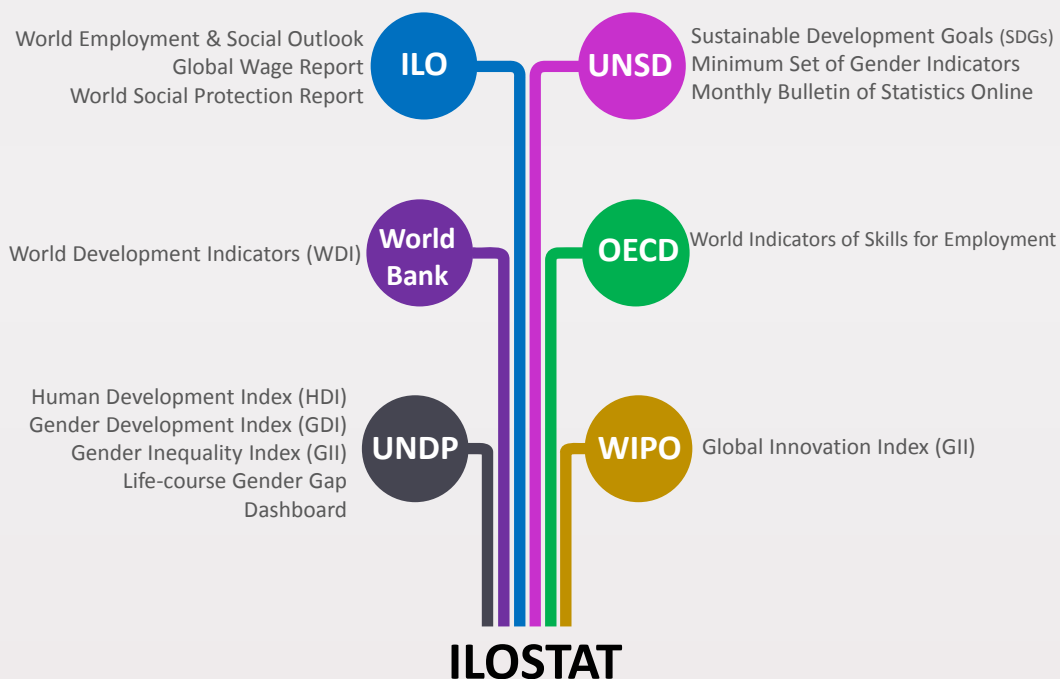 World Employment & Social Outlook
Global Wage Report
World Social Protection Report
ILO
UNSD
Sustainable Development Goals (SDGs)
Minimum Set of Gender Indicators
Monthly Bulletin of Statistics Online
World Development Indicators (WDI)
World
Bank
OECD
World Indicators of Skills for Employment
Human Development Index (HDI)
Gender Development Index (GDI)
Gender Inequality Index (GII)
Life-course Gender Gap
Dashboard
UNDP
WIPO
Global Innovation Index (GII)
ILOSTAT